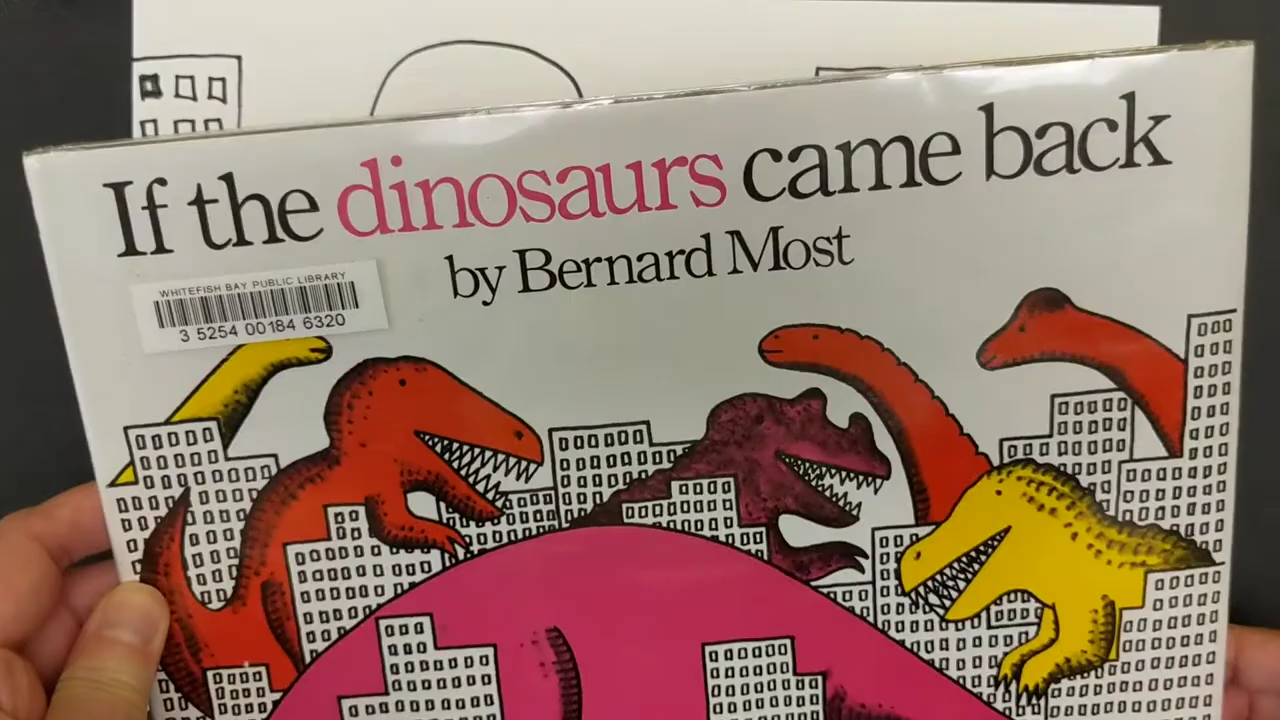 If the dinosaurs came back
by Bernard Most
WHITEFISH BAY PUBLIC LIBRARY
3 5254 00184 6320